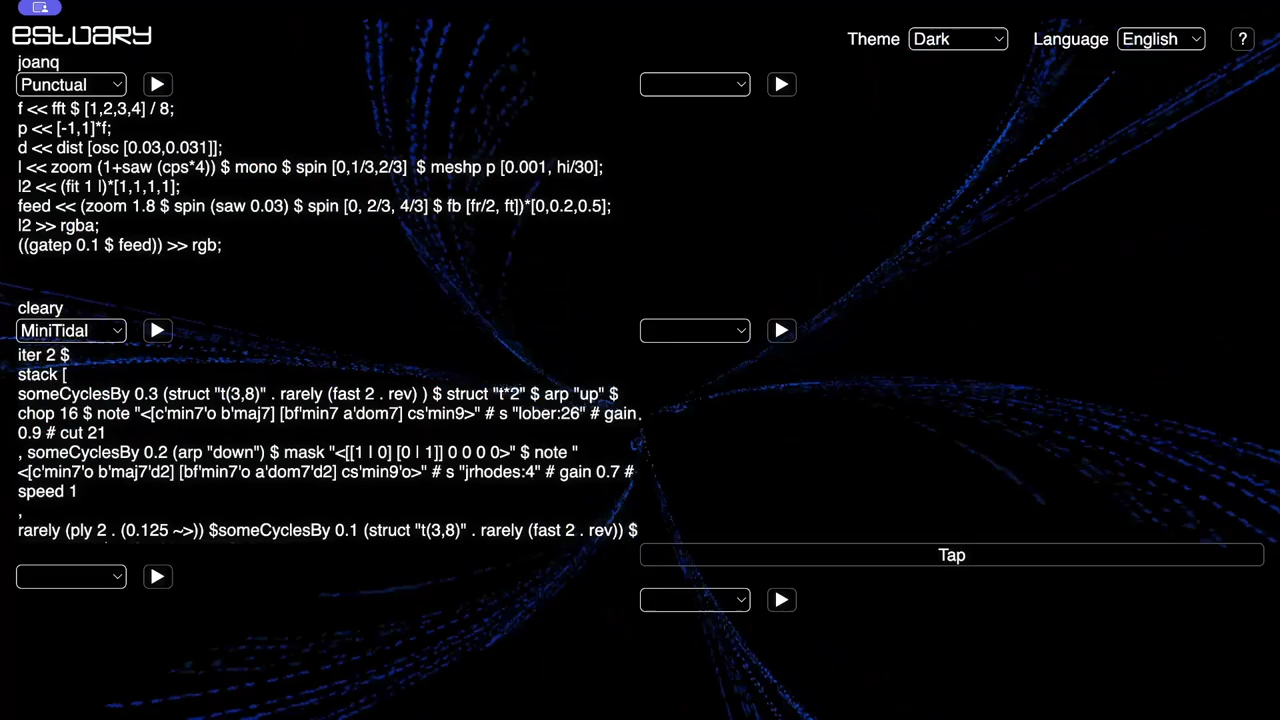 estuary
Theme Dark Language English ?
joanq
Punctual
f << fft $ [1,2,3,4] / 8;
p << [-1,1]*f;
d << dist [osc [0.03,0.031]];
l << zoom (1+saw (cps*4)) $ mono $ spin [0,1/3,2/3]  $ meshp p [0.001, hi/30];
l2 << (fit 1 l)*[1,1,1,1];
feed << (zoom 1.8 $ spin (saw 0.03) $ spin [0, 2/3, 4/3] $ fb [fr/2, ft])*[0,0.2,0.5];
l2 >> rgba;
((gatep 0.1 $ feed)) >> rgb;
cleary
MiniTidal
iter 2 $
stack [
someCyclesBy 0.3 (struct "t(3,8)" . rarely (fast 2 . rev) ) $ struct "t*2" $ arp "up" $
chop 16 $ note "<[c'min7'o b'maj7] [bf'min7 a'dom7] cs'min9>" # s "lober:26" # gain
0.9 # cut 21
, someCyclesBy 0.2 (arp "down") $ mask "<[[1 | 0] [0 | 1]] 0 0 0 0>" $ note "
<[c'min7'o b'maj7'd2] [bf'min7'o a'dom7'd2] cs'min9'o>" # s "jrhodes:4" # gain 0.7 #
speed 1
,
rarely (ply 2 . (0.125 ~>)) $someCyclesBy 0.1 (struct "t(3,8)" . rarely (fast 2 . rev)) $
Tap